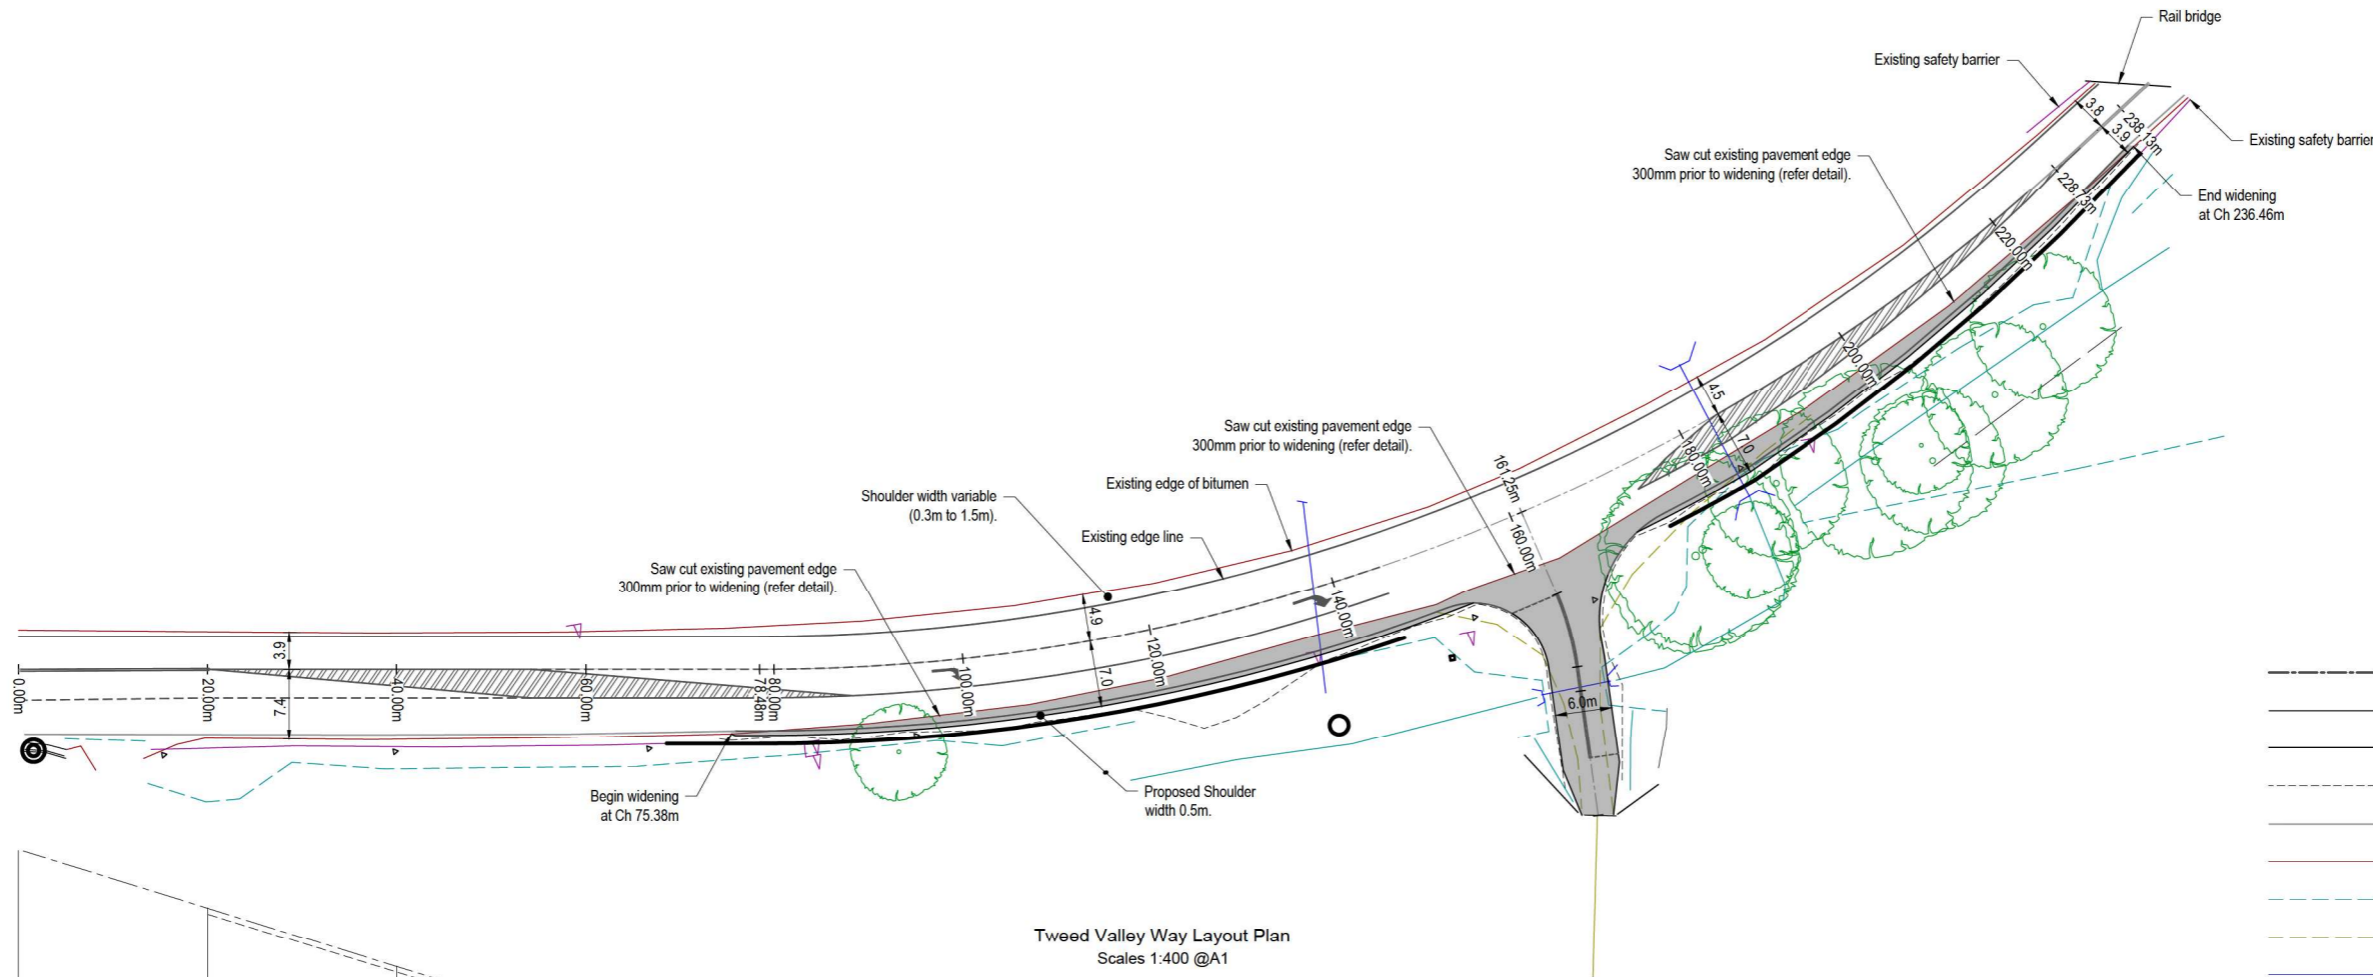 Rail bridge
Existing safety barrier
3.8
3.9
238.13m
Existing safety barrier
Saw cut existing pavement edge
300mm prior to widening (refer detail).
228.73m
End widening
at Ch 236.46m
220.00m
200.00m
4.5
7.0
180.00m
Saw cut existing pavement edge
300mm prior to widening (refer detail).
161.25m
160.00m
Existing edge of bitumen
Shoulder width variable
(0.3m to 1.5m).
Existing edge line
Saw cut existing pavement edge
300mm prior to widening (refer detail).
140.00m
4.9
7.0
120.00m
100.00m
3.9
7.4
0.00m
20.00m
40.00m
60.00m
78.48m
80.00m
6.0m
Begin widening
at Ch 75.38m
Proposed Shoulder
width 0.5m.
Tweed Valley Way Layout Plan
Scales 1:400 @A1